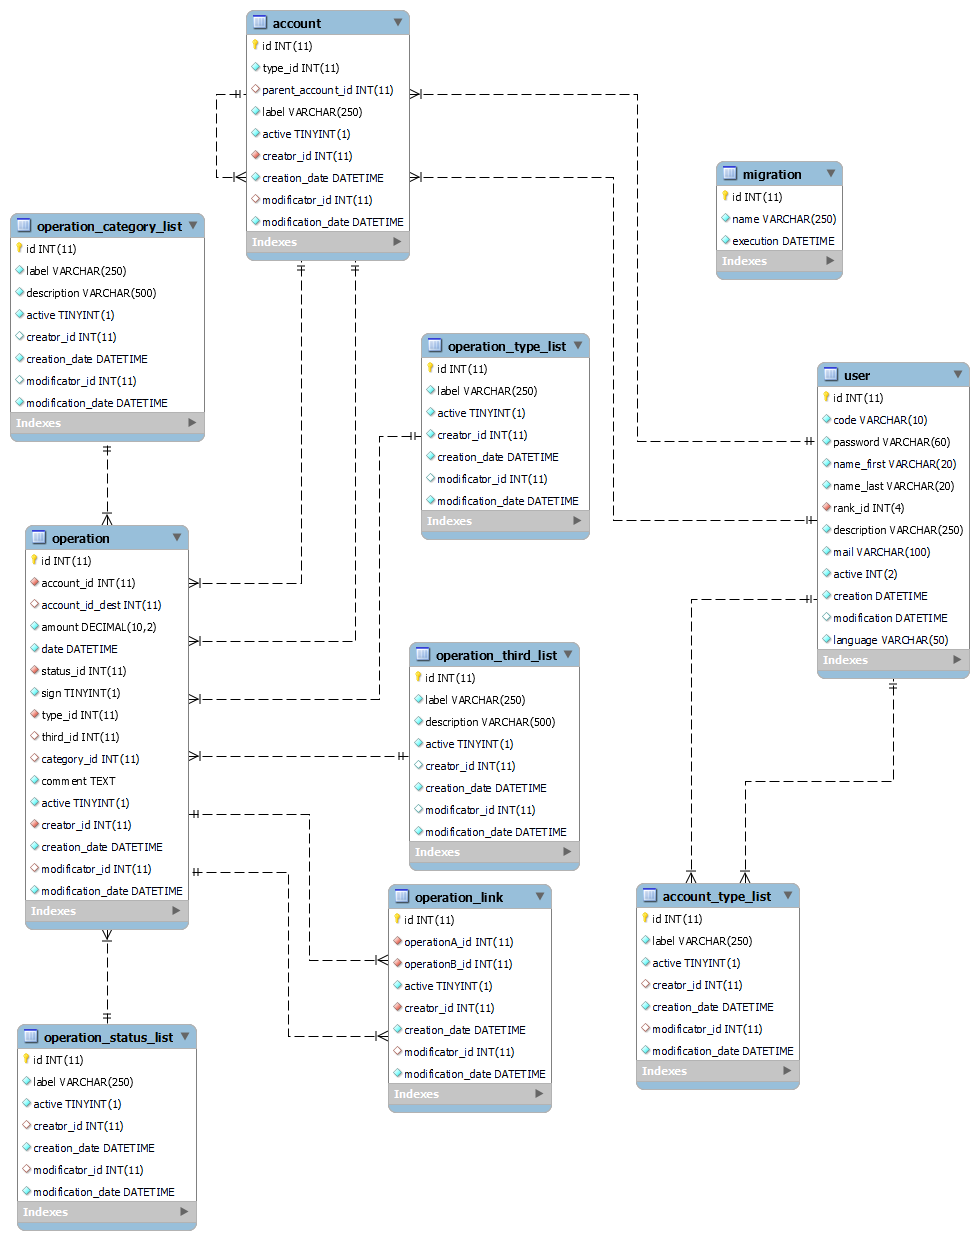 account
id INT(11)
type_id INT(11)
parent_account_id INT(11)
label VARCHAR(250)
active TINYINT(1)
creator_id INT(11)
creation_date DATETIME
modificator_id INT(11)
modification_date DATETIME
Indexes
migration
id INT(11)
name VARCHAR(250)
execution DATETIME
Indexes
operation_category_list
id INT(11)
label VARCHAR(250)
description VARCHAR(500)
active TINYINT(1)
creator_id INT(11)
creation_date DATETIME
modificator_id INT(11)
modification_date DATETIME
Indexes
operation_type_list
id INT(11)
label VARCHAR(250)
active TINYINT(1)
creator_id INT(11)
creation_date DATETIME
modificator_id INT(11)
modification_date DATETIME
Indexes
user
id INT(11)
code VARCHAR(10)
password VARCHAR(60)
name_first VARCHAR(20)
name_last VARCHAR(20)
rank_id INT(4)
description VARCHAR(250)
mail VARCHAR(100)
active INT(2)
creation DATETIME
modification DATETIME
language VARCHAR(50)
Indexes
operation
id INT(11)
account_id INT(11)
account_id_dest INT(11)
amount DECIMAL(10,2)
date DATETIME
status_id INT(11)
sign TINYINT(1)
type_id INT(11)
third_id INT(11)
category_id INT(11)
comment TEXT
active TINYINT(1)
creator_id INT(11)
creation_date DATETIME
modificator_id INT(11)
modification_date DATETIME
Indexes
operation_third_list
id INT(11)
label VARCHAR(250)
description VARCHAR(500)
active TINYINT(1)
creator_id INT(11)
creation_date DATETIME
modificator_id INT(11)
modification_date DATETIME
Indexes
operation_link
id INT(11)
operationA_id INT(11)
operationB_id INT(11)
active TINYINT(1)
creator_id INT(11)
creation_date DATETIME
modificator_id INT(11)
modification_date DATETIME
Indexes
account_type_list
id INT(11)
label VARCHAR(250)
active TINYINT(1)
creator_id INT(11)
creation_date DATETIME
modificator_id INT(11)
modification_date DATETIME
Indexes
operation_status_list
id INT(11)
label VARCHAR(250)
active TINYINT(1)
creator_id INT(11)
creation_date DATETIME
modificator_id INT(11)
modification_date DATETIME
Indexes